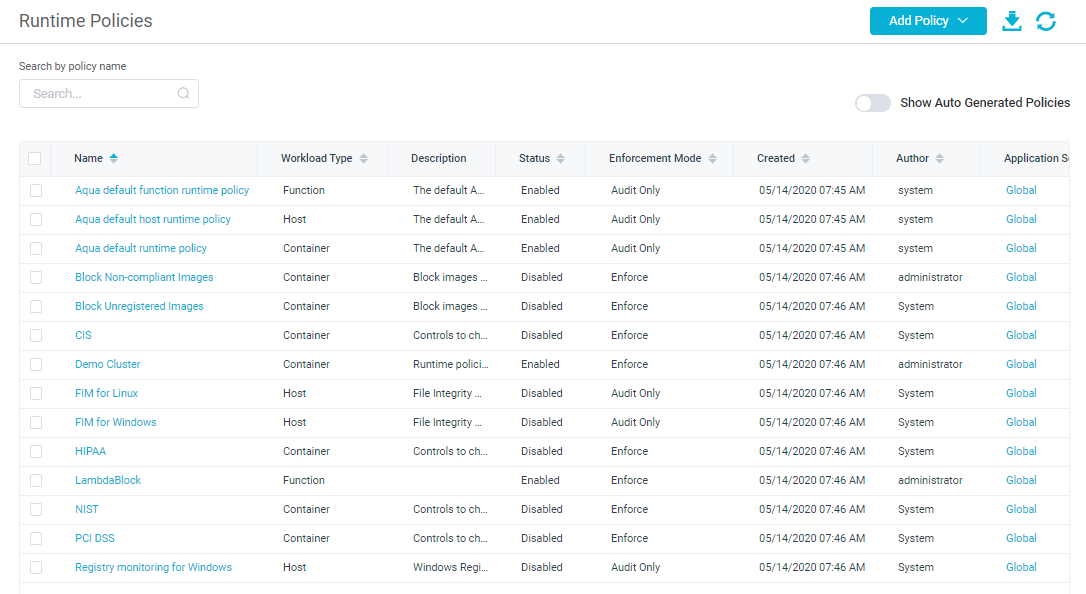 Runtime Policies
Add Policy
Search by policy name
Search...
Show Auto Generated Policies
Name Workload Type Description Status Enforcement Mode Created Author Application Sc
Aqua default function runtime policy Function The default A... Enabled Audit Only 05/14/2020 07:45 AM system Global
Aqua default host runtime policy Host The default A... Enabled Audit Only 05/14/2020 07:45 AM system Global
Aqua default runtime policy Container The default A... Enabled Audit Only 05/14/2020 07:45 AM system Global
Block Non-compliant Images Container Block images ... Disabled Enforce 05/14/2020 07:46 AM administrator Global
Block Unregistered Images Container Block images ... Disabled Enforce 05/14/2020 07:46 AM System Global
CIS Container Controls to ch... Disabled Enforce 05/14/2020 07:46 AM System Global
Demo Cluster Container Runtime polici... Enabled Enforce 05/14/2020 07:46 AM administrator Global
FIM for Linux Host File Integrity ... Disabled Audit Only 05/14/2020 07:46 AM System Global
FIM for Windows Host File Integrity ... Disabled Audit Only 05/14/2020 07:46 AM System Global
HIPAA Container Controls to ch... Disabled Enforce 05/14/2020 07:46 AM System Global
LambdaBlock Function Enabled Enforce 05/14/2020 07:46 AM administrator Global
NIST Container Controls to ch... Disabled Enforce 05/14/2020 07:46 AM System Global
PCI DSS Container Controls to ch... Disabled Enforce 05/14/2020 07:46 AM System Global
Registry monitoring for Windows Host Windows Regi... Disabled Audit Only 05/14/2020 07:46 AM System Global